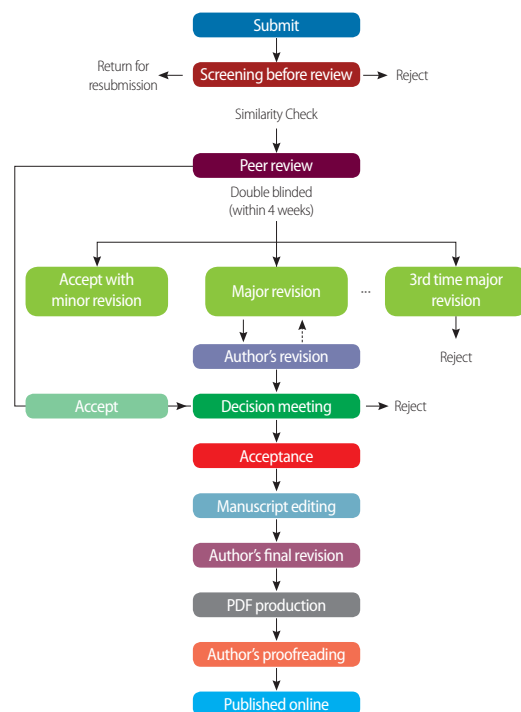 Submit
Return for
resubmission
Screening before review
Reject
Similarity Check
Peer review
Double blinded
(within 4 weeks)
Accept with
minor revision
Major revision
...
3rd time major
revision
Author's revision
Reject
Accept
Decision meeting
Reject
Acceptance
Manuscript editing
Author's final revision
PDF production
Author's proofreading
Published online